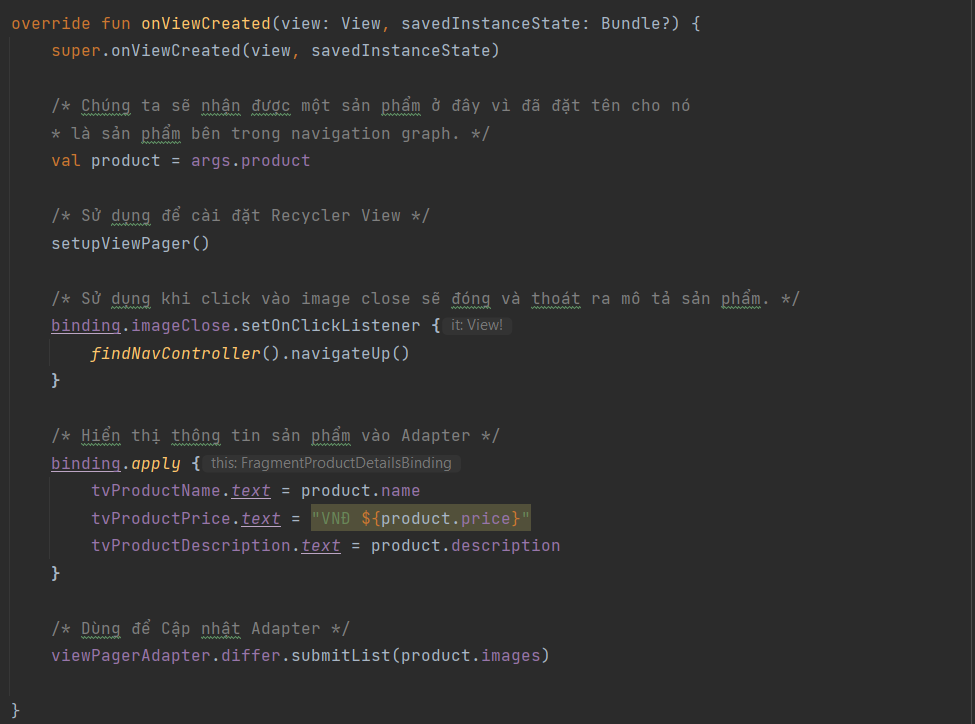 override fun onViewCreated(view: View, savedInstanceState: Bundle?) {
super.onViewCreated(view, savedInstanceState)
/* Chúng ta sẽ nhận được một sản phẩm ở đây vì đã đặt tên cho nó
* là sản phẩm bên trong navigation graph. */
val product = args.product
/* Sử dụng để cài đặt Recycler View */
setupViewPager()
/* Sử dụng khi click vào image close sẽ đóng và thoát ra mô tả sản phẩm. */
binding.imageClose.setOnClickListener { it: View!
findNavController().navigateUp()
}
/* Hiển thị thông tin sản phẩm vào Adapter */
binding.apply { this: FragmentProductDetailsBinding
tvProductName.text = product.name
tvProductPrice.text = "VNĐ ${product.price}"
tvProductDescription.text = product.description
}
/* Dùng để Cập nhật Adapter */
viewPagerAdapter.differ.submitList(product.images)
}